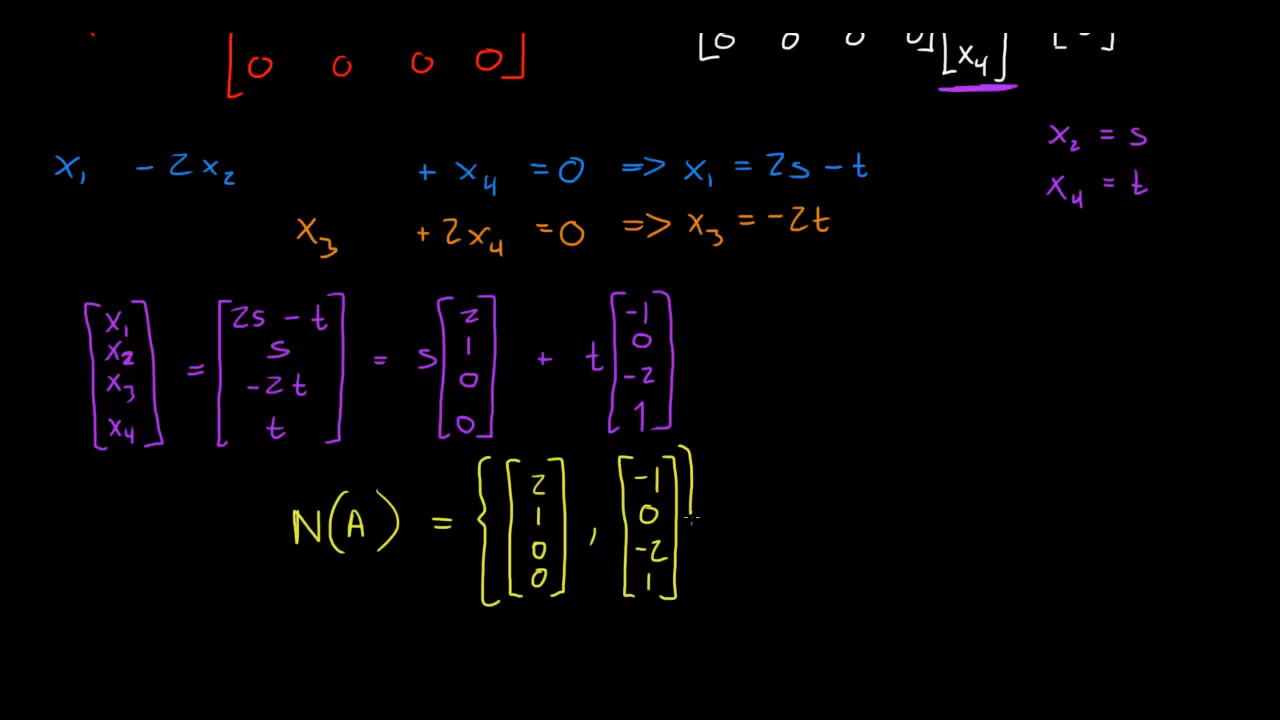 [0 0 0 0] [0 0 0 0] [x₄] [0]
x₂ = s
x₁ - 2x₂ + x₄ = 0 => x₁ = 2s - t
x₄ = t
x₃ + 2x₄ = 0 => x₃ = -2t
[x₁ x₂ x₃ x₄] = [2s - t s -2t t] = s [2 1 0 0] + t [-1 0 -2 1]
N(A) = { [2 1 0 0] , [-1 0 -2 1]